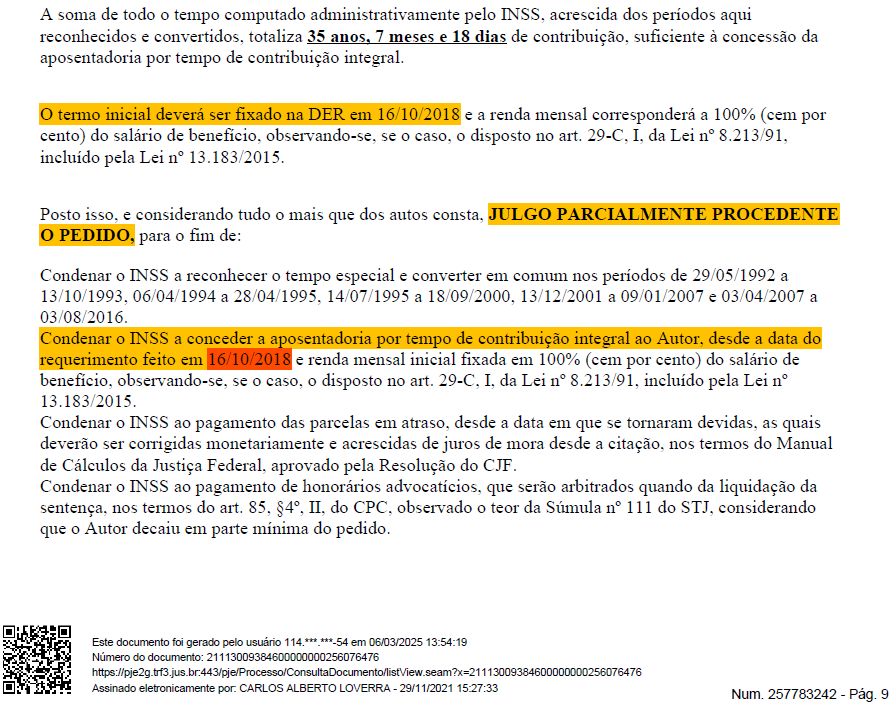 A soma de todo o tempo computado administrativamente pelo INSS, acrescida dos períodos aqui
reconhecidos e convertidos, totaliza 35 anos, 7 meses e 18 dias de contribuição, suficiente à concessão da
aposentadoria por tempo de contribuição integral.
O termo inicial deverá ser fixado na DER em 16/10/2018 e a renda mensal corresponderá a 100% (cem por
cento) do salário de benefício, observando-se, se o caso, o disposto no art. 29-C, I, da Lei nº 8.213/91,
incluído pela Lei nº 13.183/2015.
Posto isso, e considerando tudo o mais que dos autos consta, JULGO PARCIALMENTE PROCEDENTE
O PEDIDO, para o fim de:
Condenar o INSS a reconhecer o tempo especial e converter em comum nos períodos de 29/05/1992 a
13/10/1993, 06/04/1994 a 28/04/1995, 14/07/1995 a 18/09/2000, 13/12/2001 a 09/01/2007 e 03/04/2007 a
03/08/2016.
Condenar o INSS a conceder a aposentadoria por tempo de contribuição integral ao Autor, desde a data do
requerimento feito em 16/10/2018 e renda mensal inicial fixada em 100% (cem por cento) do salário de
benefício, observando-se, se o caso, o disposto no art. 29-C, I, da Lei nº 8.213/91, incluído pela Lei nº
13.183/2015.
Condenar o INSS ao pagamento das parcelas em atraso, desde a data em que se tornaram devidas, as quais
deverão ser corrigidas monetariamente e acrescidas de juros de mora desde a citação, nos termos do Manual
de Cálculos da Justiça Federal, aprovado pela Resolução do CJF.
Condenar o INSS ao pagamento de honorários advocatícios, que serão arbitrados quando da liquidação da
sentença, nos termos do art. 85, §4º, II, do CPC, observado o teor da Súmula nº 111 do STJ, considerando
que o Autor decaiu em parte mínima do pedido.
Este documento foi gerado pelo usuário 114.***.***-54 em 06/03/2025 13:54:19
Número do documento: 21113009384600000000256076476
https://pje2g.trf3.jus.br:443/pje/Processo/ConsultaDocumento/listView.seam?x=21113009384600000000256076476
Assinado eletronicamente por: CARLOS ALBERTO LOVERRA - 29/11/2021 15:27:33
Num. 257783242 - Pág. 9